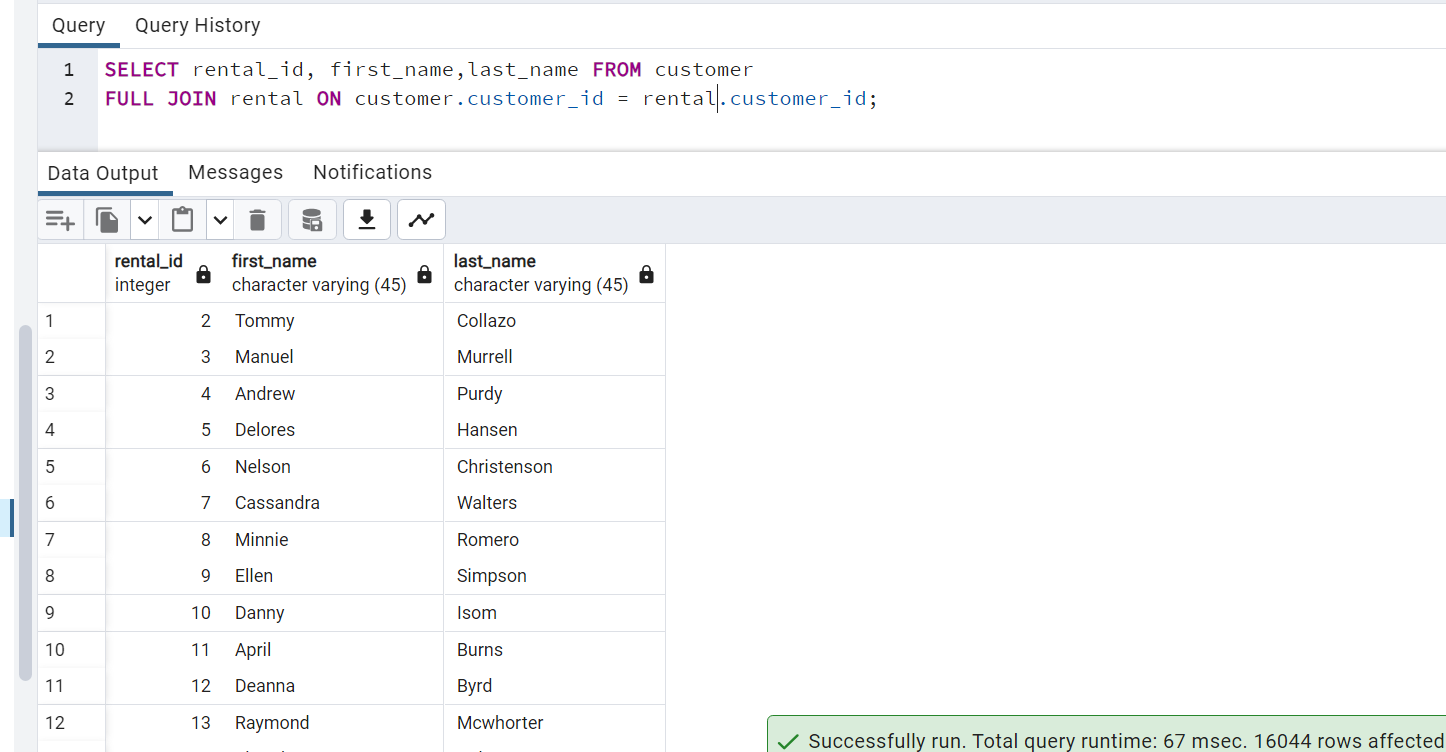 Query Query History
1 SELECT rental_id, first_name,last_name FROM customer
2 FULL JOIN rental ON customer.customer_id = rental.customer_id;
Data Output Messages Notifications
rental_id first_name last_name
integer character varying (45) character varying (45)
1 2 Tommy Collazo
2 3 Manuel Murrell
3 4 Andrew Purdy
4 5 Delores Hansen
5 6 Nelson Christenson
6 7 Cassandra Walters
7 8 Minnie Romero
8 9 Ellen Simpson
9 10 Danny Isom
10 11 April Burns
11 12 Deanna Byrd
12 13 Raymond Mcwhorter
Successfully run. Total query runtime: 67 msec. 16044 rows affected